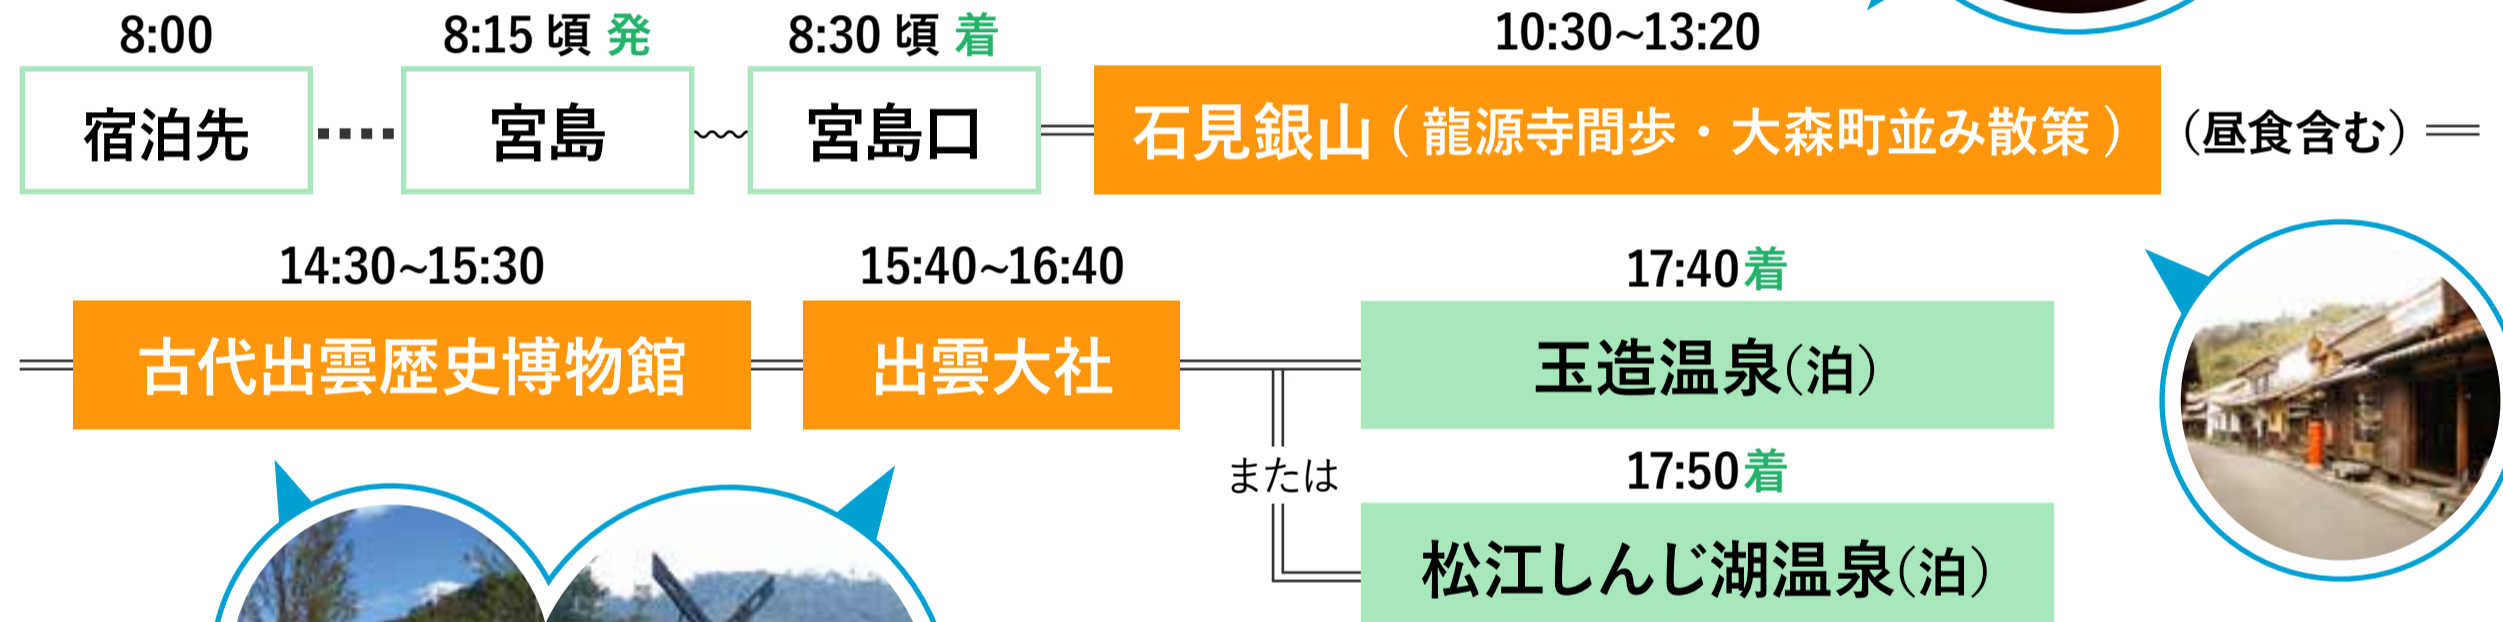 8:00 8:15 頃 発 8:30 頃 着 10:30~13:20
宿泊先 宮島 宮島口 石見銀山(龍源寺間歩・大森町並み散策) (昼食含む)
14:30~15:30 15:40~16:40 17:40着
古代出雲歴史博物館 出雲大社 玉造温泉(泊)
または
17:50着
松江しんじ湖温泉(泊)